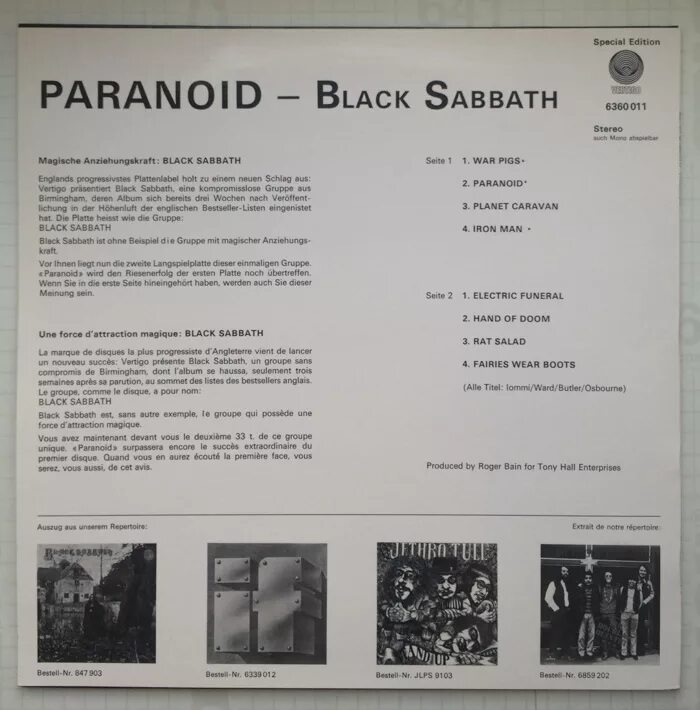 Special Edition
VERTIGO
6360 011
PARANOID – BLACK SABBATH
Stereo
auch Mono abspielbar
Magische Anziehungskraft: BLACK SABBATH
Englands progressivstes Plattenlabel holt zu einem neuen Schlag aus:
Vertigo präsentiert Black Sabbath, eine kompromisslose Gruppe aus
Birmingham, deren Album sich bereits drei Wochen nach Veröffent-
lichung in der Höhenluft der englischen Bestseller-Listen eingenistet
hat. Die Platte heisst wie die Gruppe:
BLACK SABBATH
Black Sabbath ist ohne Beispiel die Gruppe mit magischer Anziehungs-
kraft.
Vor Ihnen liegt nun die zweite Langspielplatte dieser einmaligen Gruppe.
«Paranoid» wird den Riesenerfolg der ersten Platte noch übertreffen.
Wenn Sie in die erste Seite hineingehört haben, werden auch Sie dieser
Meinung sein.
Une force d'attraction magique: BLACK SABBATH
La marque de disques la plus progressiste d'Angleterre vient de lancer
un nouveau succès: Vertigo présente Black Sabbath, un groupe sans
compromis de Birmingham, dont l'album se haussa, seulement trois
semaines après sa parution, au sommet des listes des bestsellers anglais.
Le groupe, comme le disque, a pour nom:
BLACK SABBATH
Black Sabbath est, sans autre exemple, le groupe qui possède une
force d'attraction magique.
Vous avez maintenant devant vous le deuxième 33 t. de ce groupe
unique. «Paranoid» surpassera encore le succès extraordinaire du
premier disque. Quand vous en aurez écouté la première face, vous
serez, vous aussi, de cet avis.
Seite 1 1. WAR PIGS•
2. PARANOID•
3. PLANET CARAVAN
4. IRON MAN •
Seite 2 1. ELECTRIC FUNERAL
2. HAND OF DOOM
3. RAT SALAD
4. FAIRIES WEAR BOOTS
(Alle Titel: Iommi/Ward/Butler/Osbourne)
Produced by Roger Bain for Tony Hall Enterprises
Auszug aus unserem Repertoire:
Extrait de notre répertoire:
BLACK SABBATH
JETHRO TULL
STAND UP
Bestell-Nr. 847 903
Bestell-Nr. 6339 012
Bestell-Nr. JLPS 9103
Bestell-Nr. 6859 202